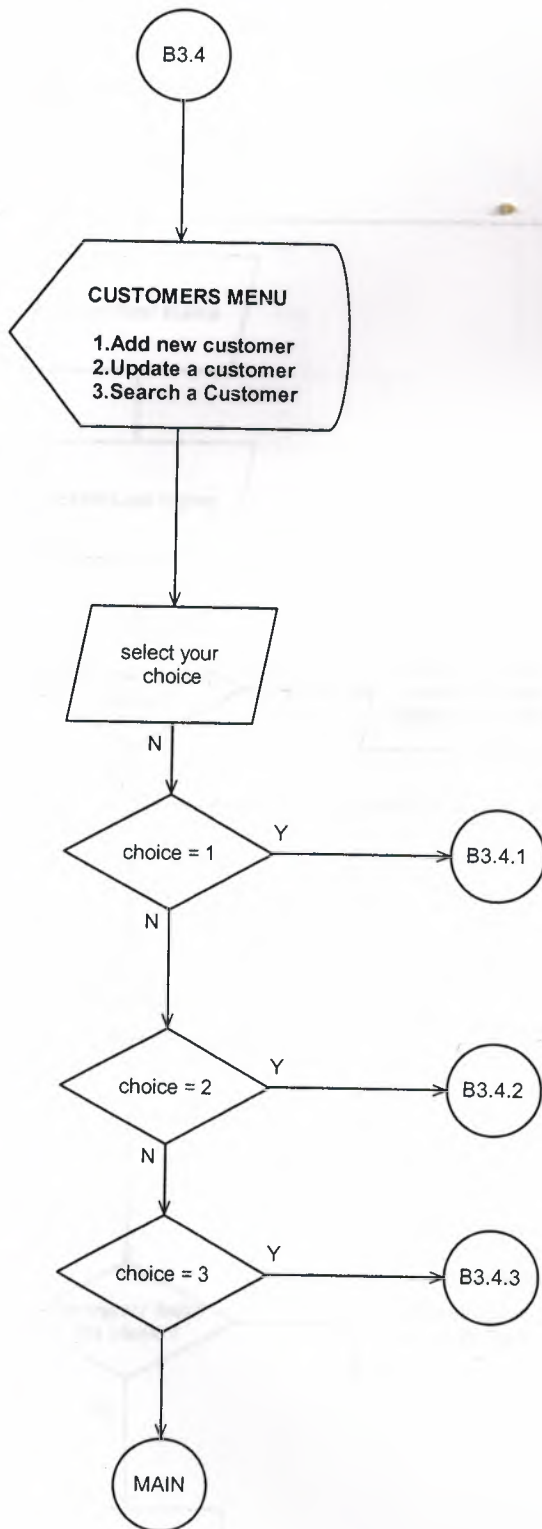 B3.4
CUSTOMERS MENU
1.Add new customer
2.Update a customer
3.Search a Customer
select your
choice
N
choice = 1
Y
B3.4.1
N
choice = 2
Y
B3.4.2
N
choice = 3
Y
B3.4.3
MAIN